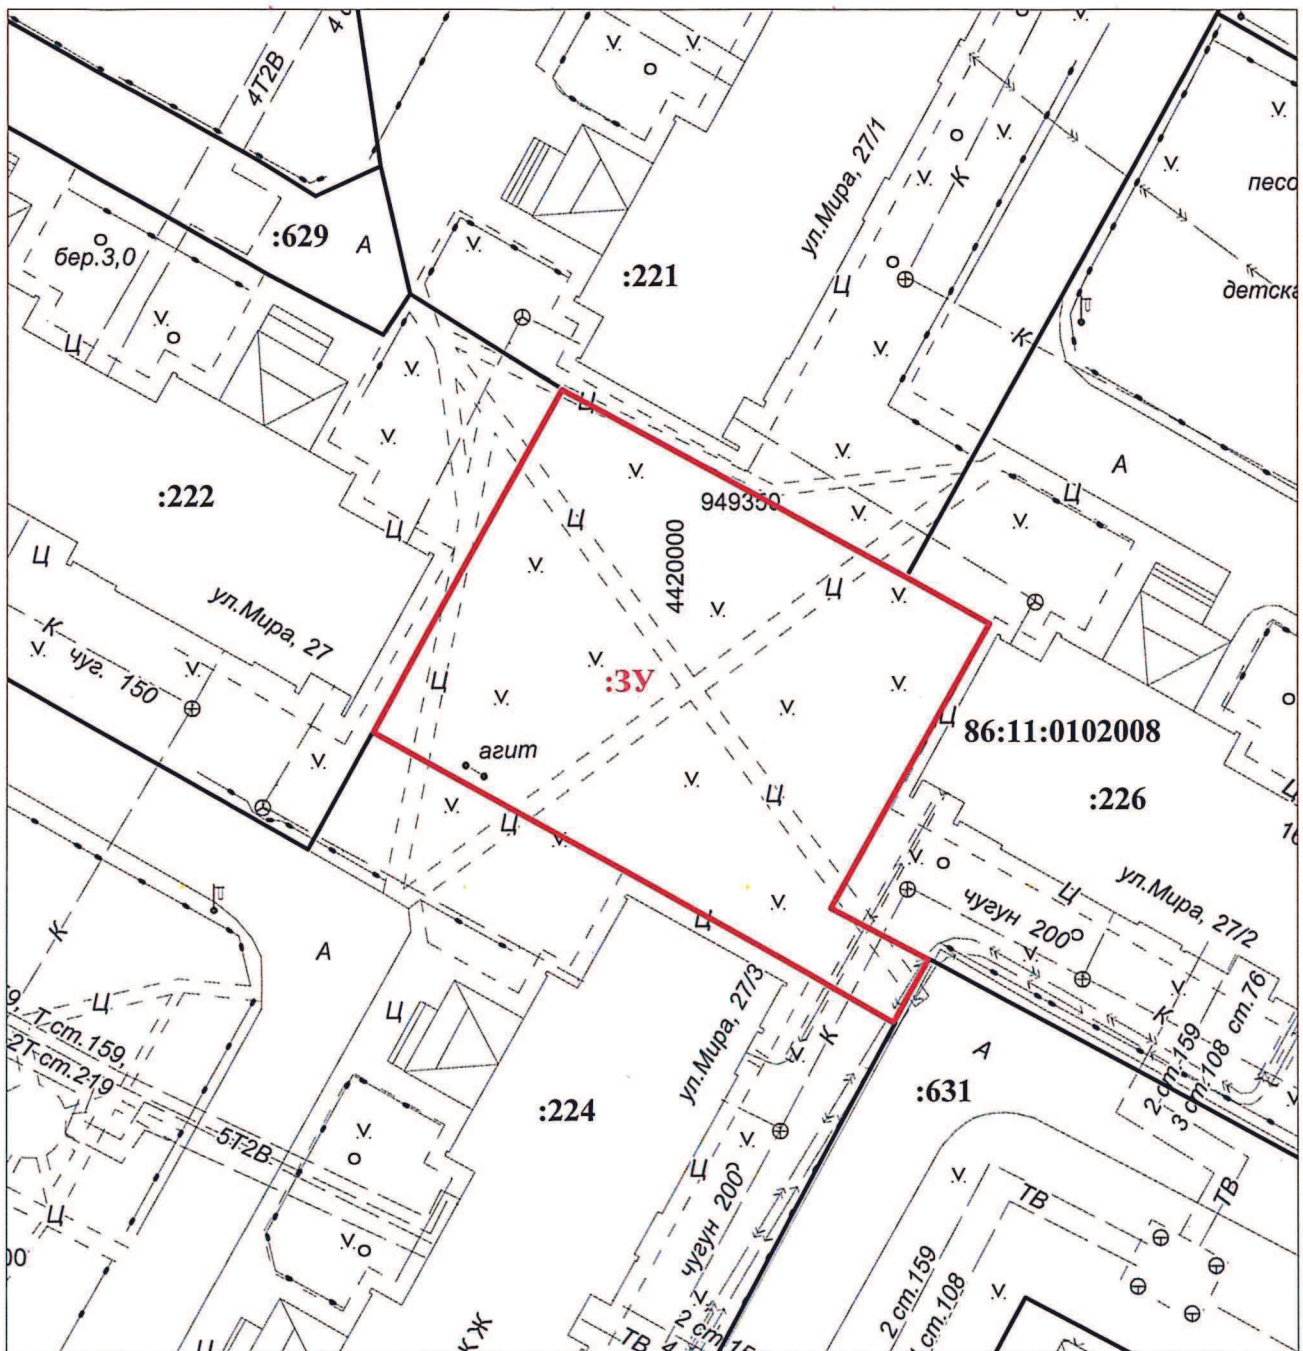 4Т2В
:629
А
бер.3,0
Ц
:221
ул.Мира, 27/1
К
Ц
К
Ц
А
Ц
:222
Ц
Ц
949350
4420000
Ц
Ц
ул.Мира, 27
К
чуг. 150
Ц
:ЗУ
агит
Ц
Ц
Ц
86:11:0102008
:226
Ц
Ц
ул.Мира, 27/2
чугун 200
Ц
К
А
Ц
Ц
ст.159,
2Т ст.219
5Т2В
Ц
ул.Мира, 27/3
К
:224
А
:631
К
2 ст.159
3 ст.108
ст.76
Ц
чугун 200
ТВ
ТВ
2 ст.159
ст.108
Ц
КЖ
ТВ